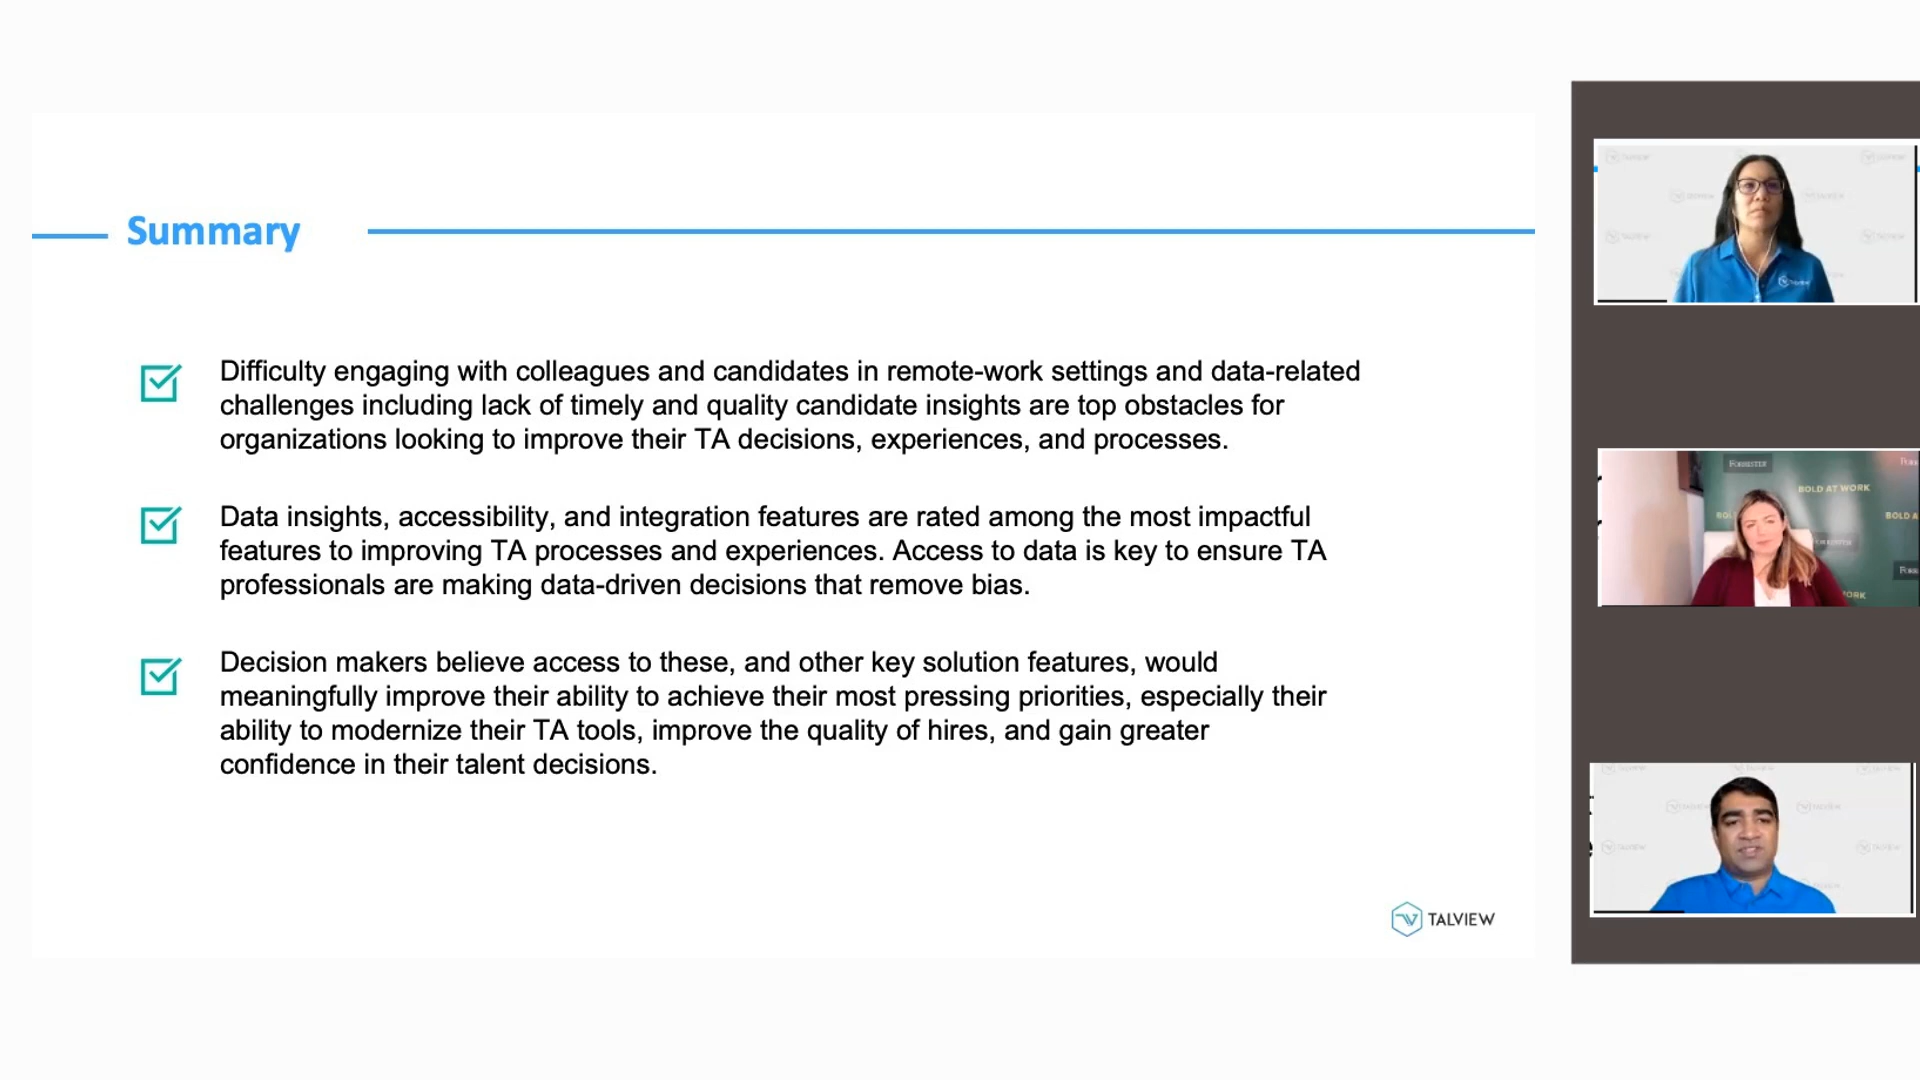 Summary
Difficulty engaging with colleagues and candidates in remote-work settings and data-related
challenges including lack of timely and quality candidate insights are top obstacles for
organizations looking to improve their TA decisions, experiences, and processes.
Data insights, accessibility, and integration features are rated among the most impactful
features to improving TA processes and experiences. Access to data is key to ensure TA
professionals are making data-driven decisions that remove bias.
Decision makers believe access to these, and other key solution features, would
meaningfully improve their ability to achieve their most pressing priorities, especially their
ability to modernize their TA tools, improve the quality of hires, and gain greater
confidence in their talent decisions.
TALVIEW
FORRESTER
BOLD AT WORK
BOLD A